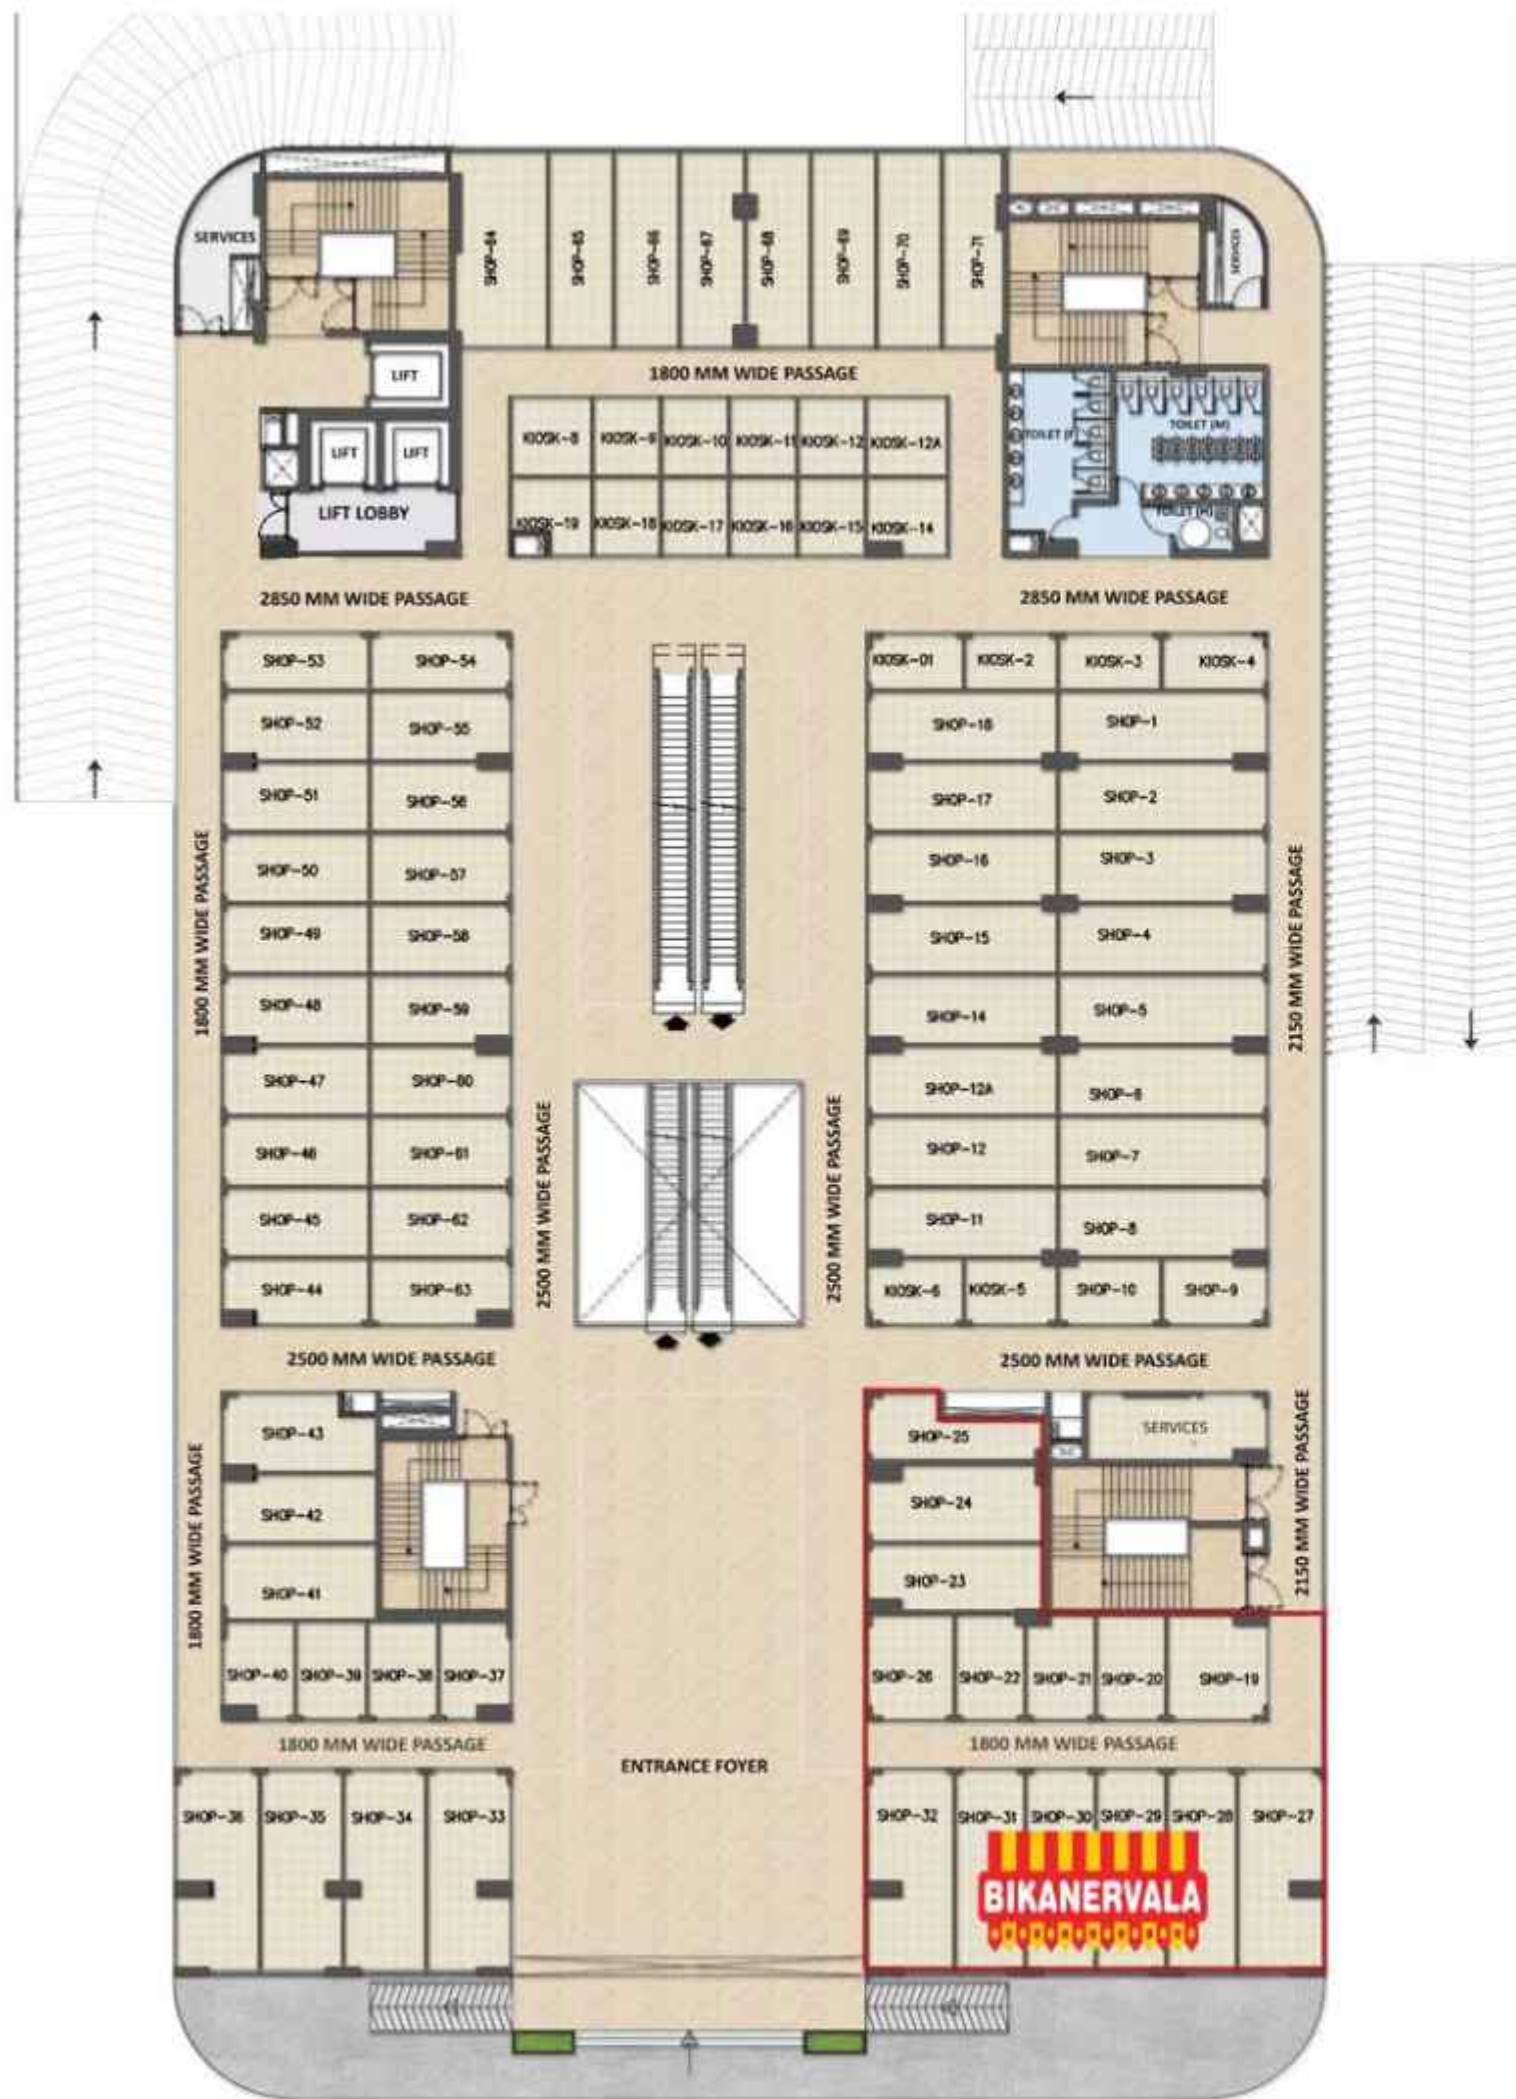 SERVICES
SHOP-64
SHOP-65
SHOP-66
SHOP-67
SHOP-68
SHOP-69
SHOP-70
SHOP-71
SERVICES
LIFT
1800 MM WIDE PASSAGE
KIOSK-8
KIOSK-9
KIOSK-10
KIOSK-11
KIOSK-12
KIOSK-12A
TOILET (F)
TOILET (M)
LIFT
LIFT
LIFT LOBBY
KIOSK-19
KIOSK-18
KIOSK-17
KIOSK-16
KIOSK-15
KIOSK-14
TOILET (H)
2850 MM WIDE PASSAGE
2850 MM WIDE PASSAGE
SHOP-53
SHOP-54
KIOSK-01
KIOSK-2
KIOSK-3
KIOSK-4
SHOP-52
SHOP-55
SHOP-18
SHOP-1
SHOP-51
SHOP-56
SHOP-17
SHOP-2
SHOP-50
SHOP-57
SHOP-16
SHOP-3
1800 MM WIDE PASSAGE
2150 MM WIDE PASSAGE
SHOP-49
SHOP-58
SHOP-15
SHOP-4
SHOP-48
SHOP-59
SHOP-14
SHOP-5
SHOP-47
SHOP-60
SHOP-12A
SHOP-6
SHOP-46
SHOP-61
2500 MM WIDE PASSAGE
2500 MM WIDE PASSAGE
SHOP-12
SHOP-7
SHOP-45
SHOP-62
SHOP-11
SHOP-8
SHOP-44
SHOP-63
KIOSK-6
KIOSK-5
SHOP-10
SHOP-9
2500 MM WIDE PASSAGE
2500 MM WIDE PASSAGE
SHOP-43
SHOP-25
SERVICES
SHOP-42
SHOP-24
1800 MM WIDE PASSAGE
2150 MM WIDE PASSAGE
SHOP-41
SHOP-23
SHOP-40
SHOP-39
SHOP-38
SHOP-37
SHOP-26
SHOP-22
SHOP-21
SHOP-20
SHOP-19
1800 MM WIDE PASSAGE
ENTRANCE FOYER
1800 MM WIDE PASSAGE
SHOP-36
SHOP-35
SHOP-34
SHOP-33
SHOP-32
SHOP-31
SHOP-30
SHOP-29
SHOP-28
SHOP-27
BIKANERVALA